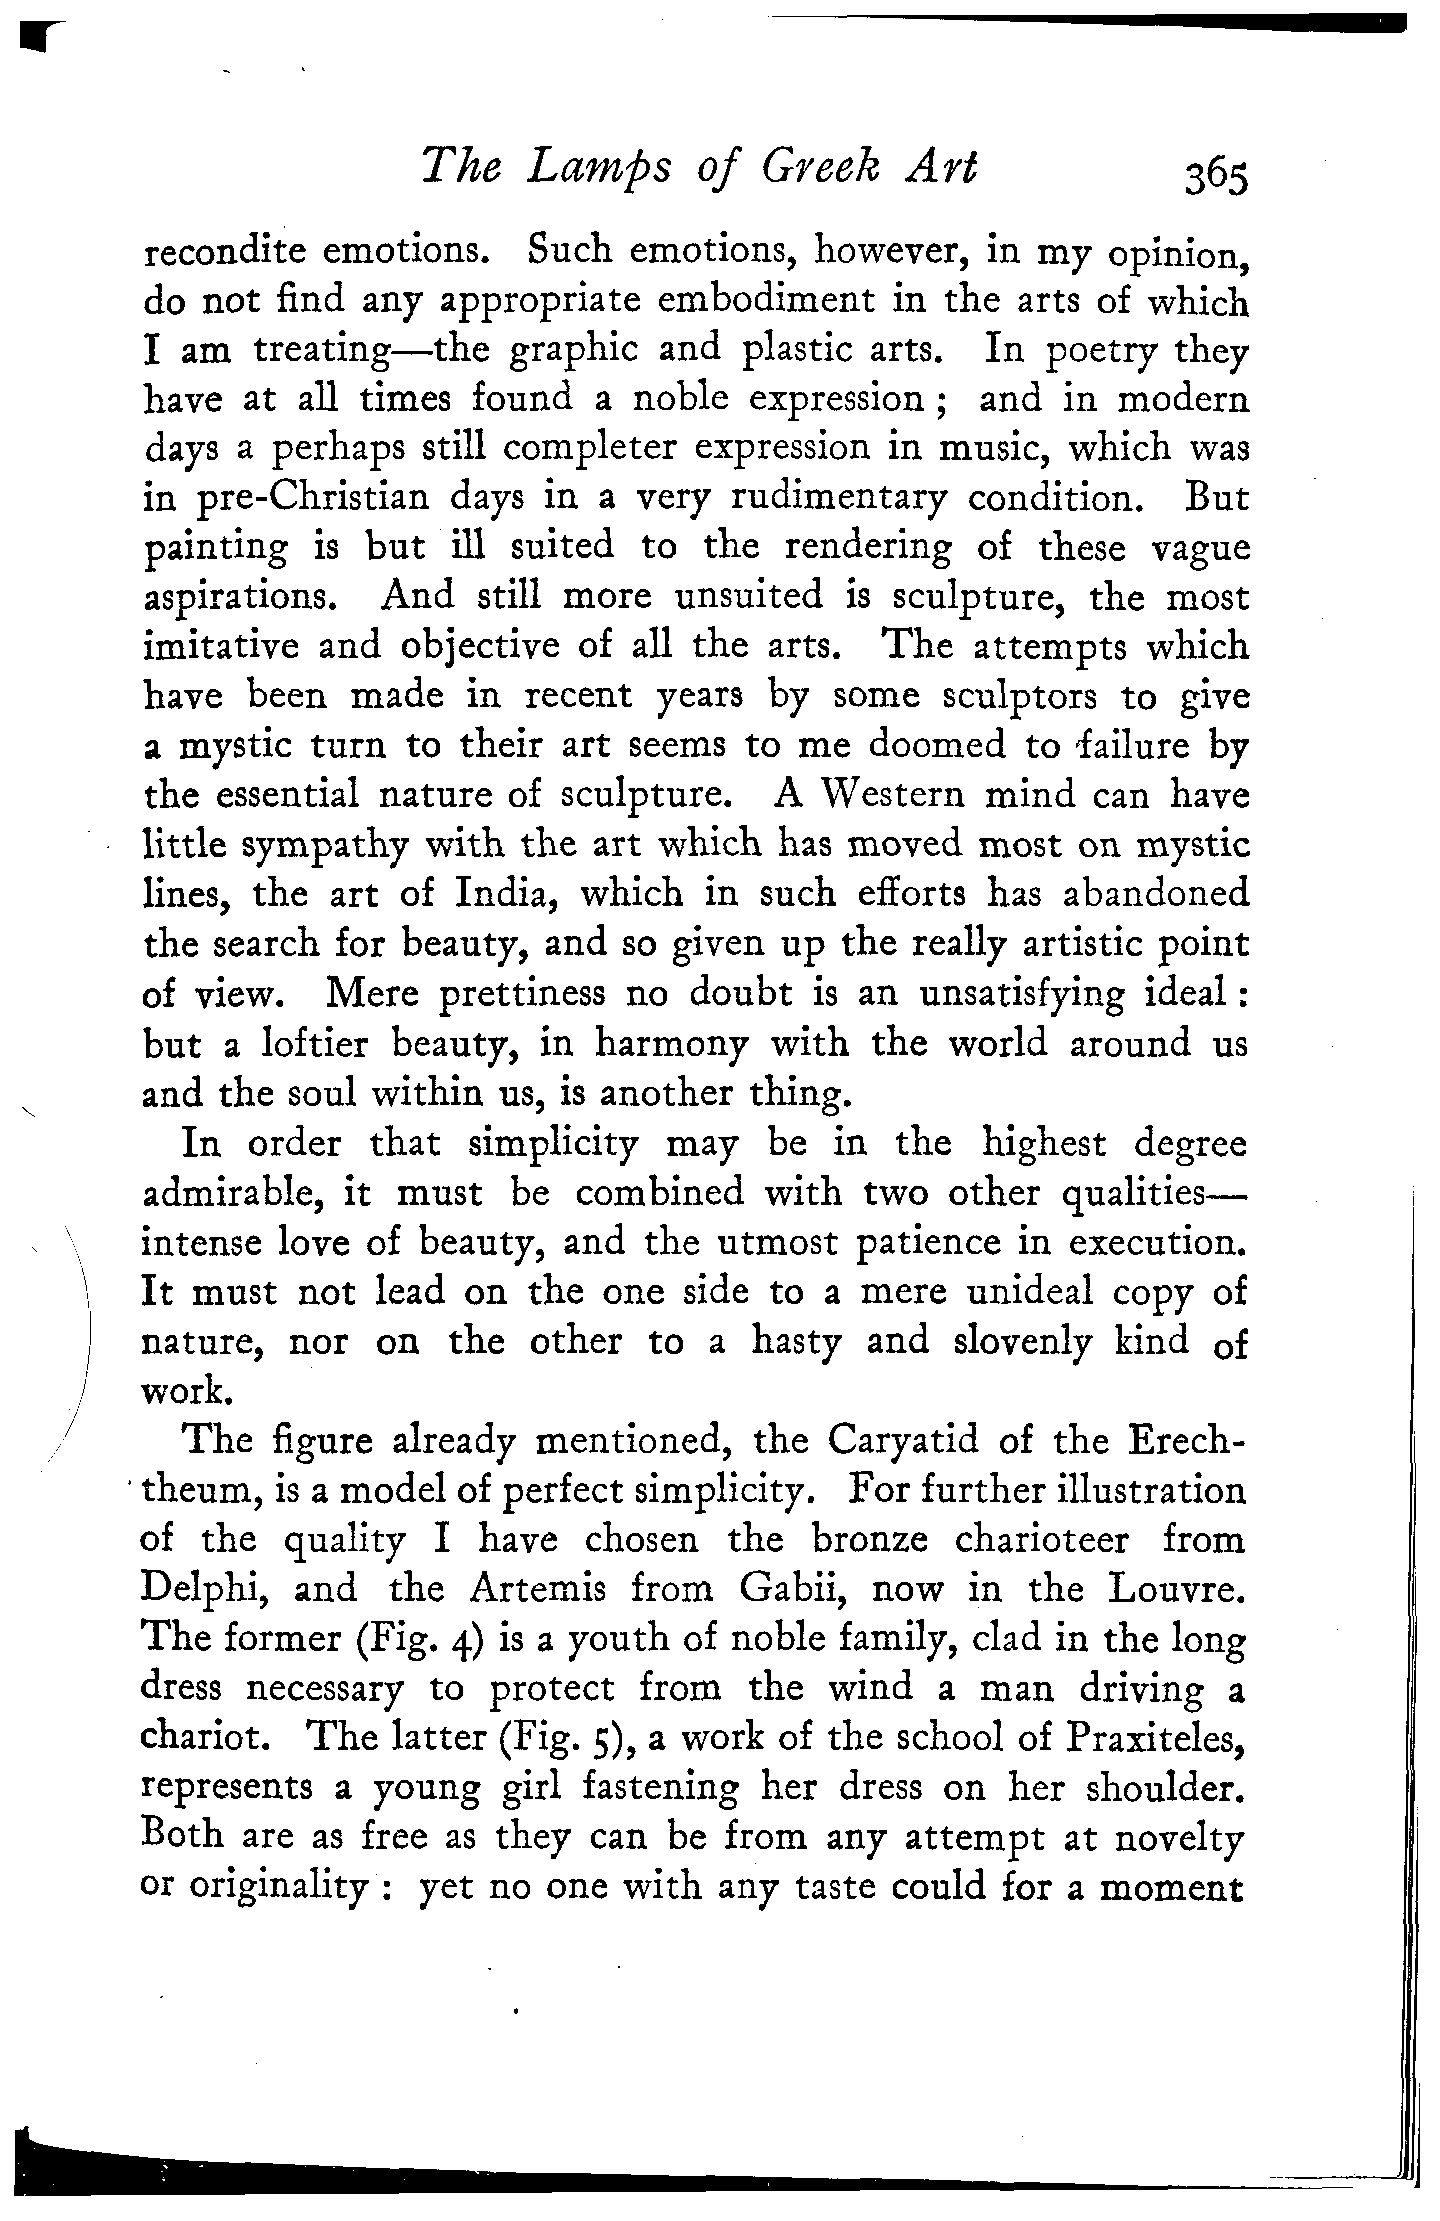 The Lamps of Greek Art 365
recondite emotions. Such emotions, however, in my opinion,
do not find any appropriate embodiment in the arts of which
I am treating—the graphic and plastic arts. In poetry they
have at all times found a noble expression ; and in modern
days a perhaps still completer expression in music, which was
in pre-Christian days in a very rudimentary condition. But
painting is but ill suited to the rendering of these vague
aspirations. And still more unsuited is sculpture, the most
imitative and objective of all the arts. The attempts which
have been made in recent years by some sculptors to give
a mystic turn to their art seems to me doomed to failure by
the essential nature of sculpture. A Western mind can have
little sympathy with the art which has moved most on mystic
lines, the art of India, which in such efforts has abandoned
the search for beauty, and so given up the really artistic point
of view. Mere prettiness no doubt is an unsatisfying ideal :
but a loftier beauty, in harmony with the world around us
and the soul within us, is another thing.
In order that simplicity may be in the highest degree
admirable, it must be combined with two other qualities—
intense love of beauty, and the utmost patience in execution.
It must not lead on the one side to a mere unideal copy of
nature, nor on the other to a hasty and slovenly kind of
work.
The figure already mentioned, the Caryatid of the Erech-
theum, is a model of perfect simplicity. For further illustration
of the quality I have chosen the bronze charioteer from
Delphi, and the Artemis from Gabii, now in the Louvre.
The former (Fig. 4) is a youth of noble family, clad in the long
dress necessary to protect from the wind a man driving a
chariot. The latter (Fig. 5), a work of the school of Praxiteles,
represents a young girl fastening her dress on her shoulder.
Both are as free as they can be from any attempt at novelty
or originality : yet no one with any taste could for a moment